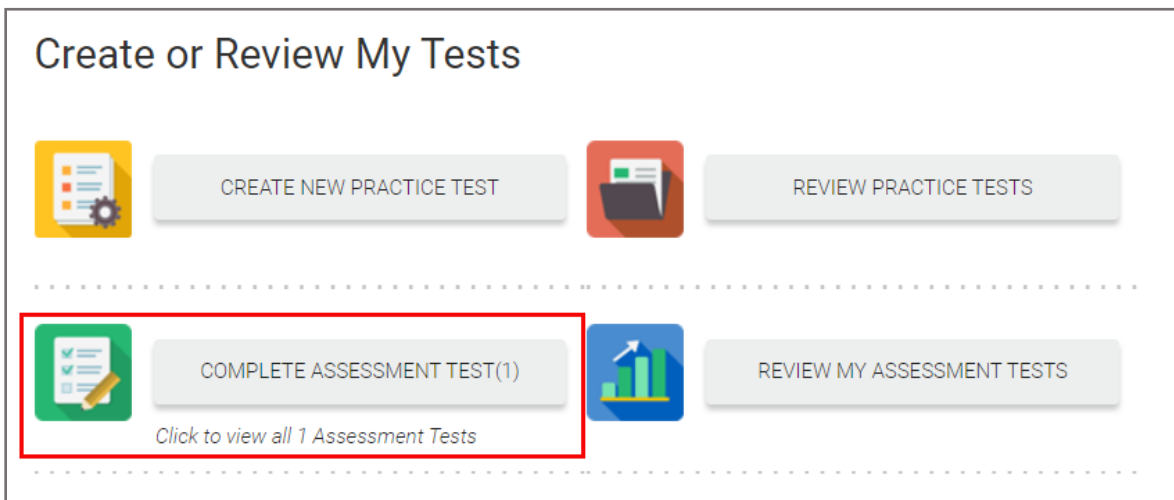 Create or Review My Tests
CREATE NEW PRACTICE TEST
REVIEW PRACTICE TESTS
COMPLETE ASSESSMENT TEST(1)
Click to view all 1 Assessment Tests
REVIEW MY ASSESSMENT TESTS